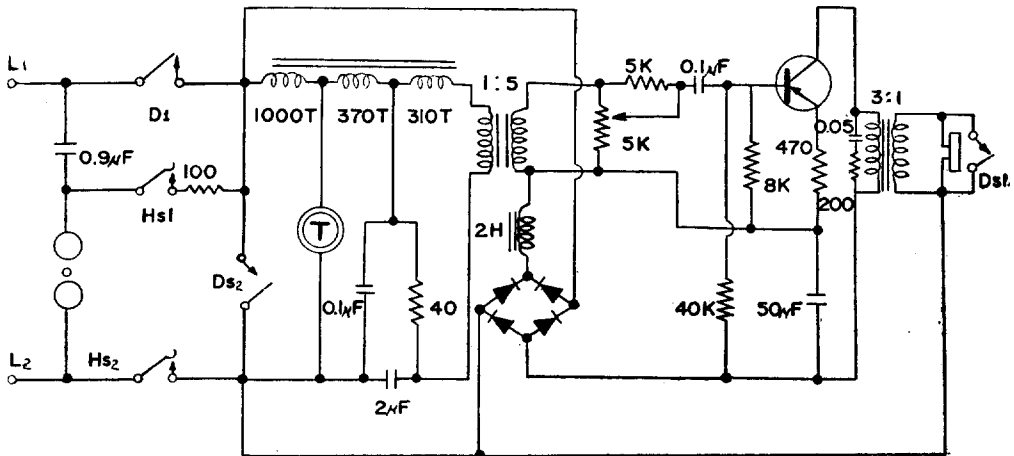 L1
D1
1000T
370T
310T
1:5
5K
0.1μF
5K
3:1
0.05
470
0.9μF
100
Hs1
T
8K
200
Ds1
Ds2
2H
0.1μF
40
40K
50μF
L2
Hs2
2μF